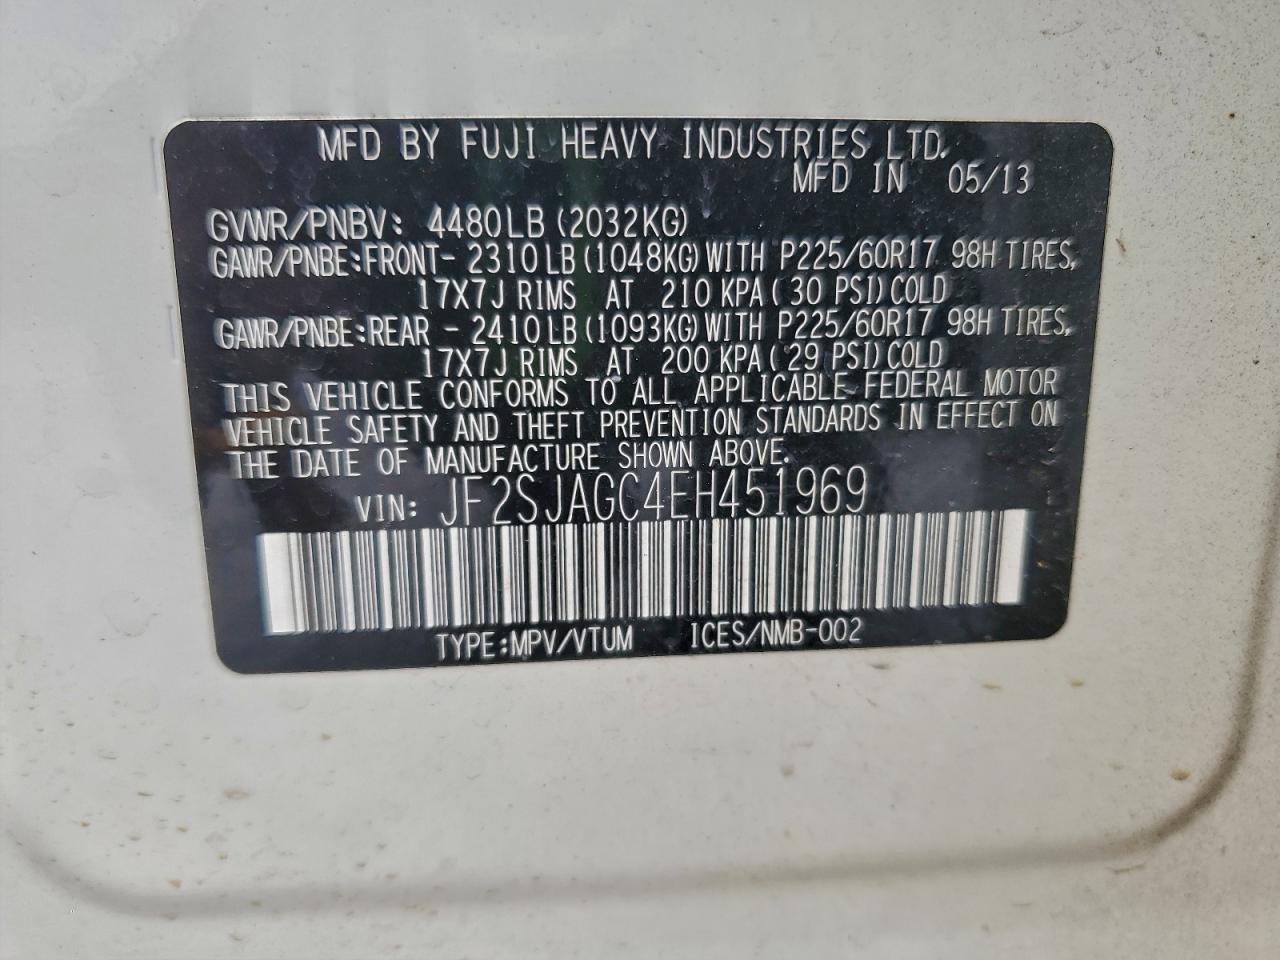 MFD BY FUJI HEAVY INDUSTRIES LTD.
MFD IN 05/13
GVWR/PNBV: 4480LB(2032KG)
GAWR/PNBE:FRONT- 2310LB(1048KG)WITH P225/60R17 98H TIRES,
17X7J RIMS AT 210 KPA(30 PSI)COLD
GAWR/PNBE:REAR - 2410LB(1093KG)WITH P225/60R17 98H TIRES,
17X7J RIMS AT 200 KPA(29 PSI)COLD
THIS VEHICLE CONFORMS TO ALL APPLICABLE FEDERAL MOTOR
VEHICLE SAFETY AND THEFT PREVENTION STANDARDS IN EFFECT ON
THE DATE OF MANUFACTURE SHOWN ABOVE.
VIN: JF2SJAGC4EH451969
TYPE:MPV/VTUM ICES/NMB-002